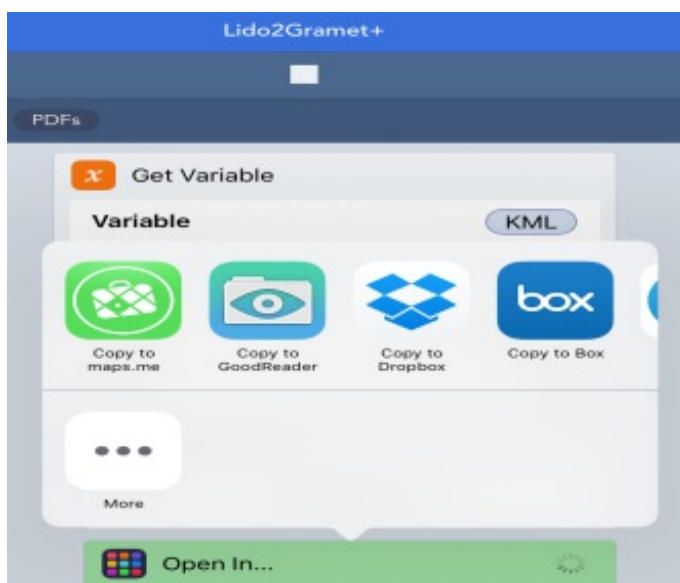 Lido2Gramet+
PDFs
x Get Variable
Variable KML
box
Copy to maps.me
Copy to GoodReader
Copy to Dropbox
Copy to Box
More
Open In...